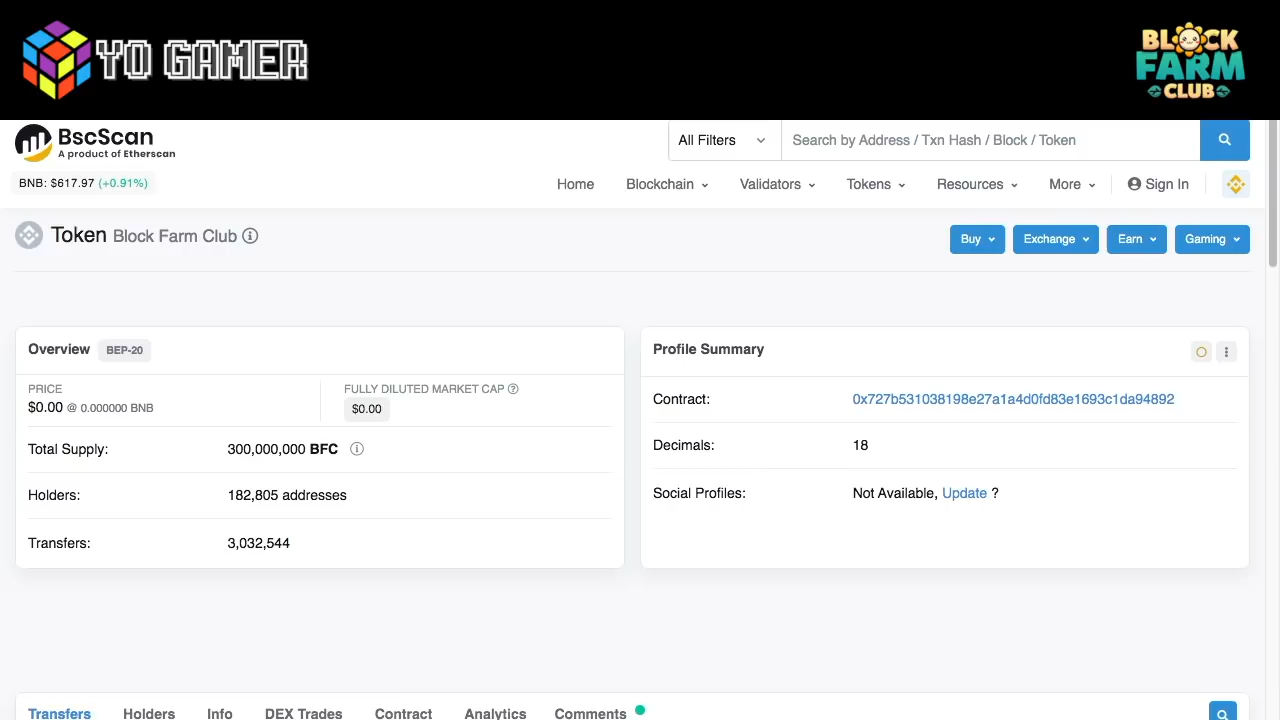 YO GAMER
BLOCK
FARM
CLUB
BscScan
A product of Etherscan
All Filters
Search by Address / Txn Hash / Block / Token
BNB: $617.97 (+0.91%)
Home Blockchain Validators Tokens Resources More Sign In
Token Block Farm Club
Buy Exchange Earn Gaming
Overview BEP-20
PRICE
$0.00 @ 0.000000 BNB
FULLY DILUTED MARKET CAP
$0.00
Total Supply: 300,000,000 BFC
Holders: 182,805 addresses
Transfers: 3,032,544
Profile Summary
Contract: 0x727b531038198e27a1a4d0fd83e1693c1da94892
Decimals: 18
Social Profiles: Not Available, Update ?
Transfers Holders Info DEX Trades Contract Analytics Comments